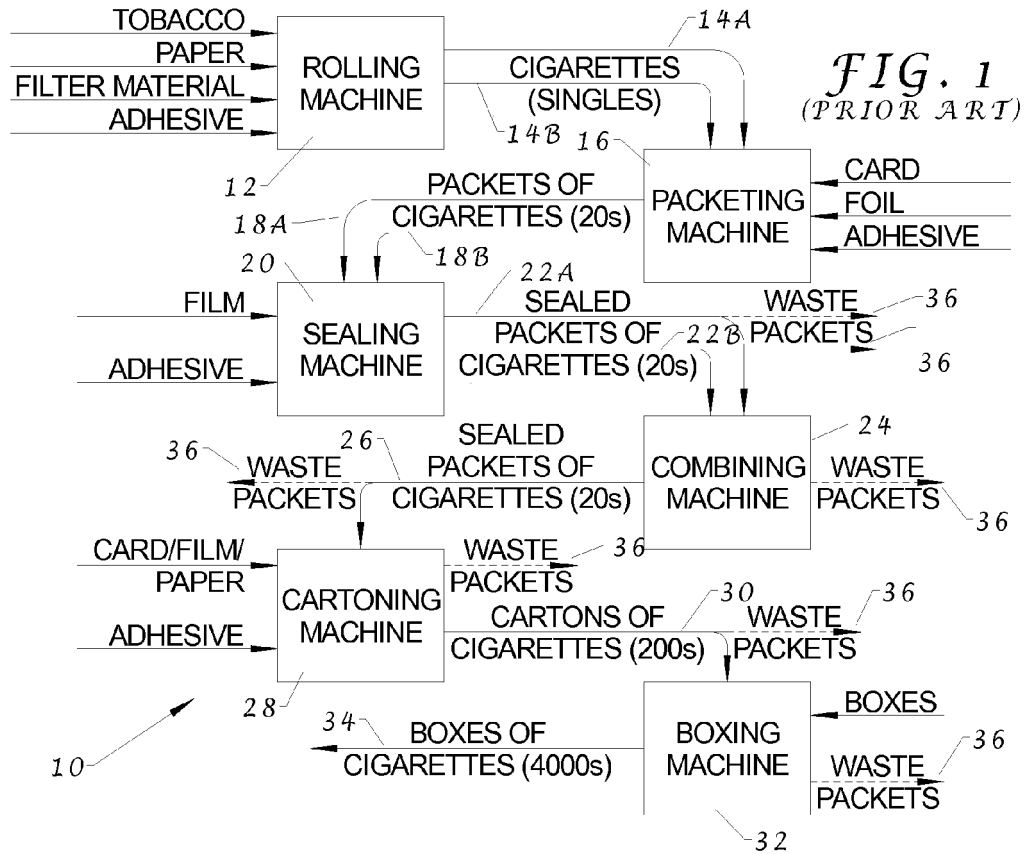 TOBACCO
PAPER
FILTER MATERIAL
ADHESIVE
ROLLING
MACHINE
12
14A
CIGARETTES
(SINGLES)
14B
FIG. 1
(PRIOR ART)
16
PACKETING
MACHINE
CARD
FOIL
ADHESIVE
PACKETS OF
CIGARETTES (20s)
18A
18B
20
FILM
ADHESIVE
SEALING
MACHINE
22A
SEALED
PACKETS OF
CIGARETTES (20s)
22B
WASTE
PACKETS
36
36
24
COMBINING
MACHINE
WASTE
PACKETS
36
SEALED
PACKETS OF
CIGARETTES (20s)
26
36
WASTE
PACKETS
CARD/FILM/
PAPER
ADHESIVE
CARTONING
MACHINE
28
WASTE
PACKETS
36
CARTONS OF
CIGARETTES (200s)
30
WASTE
PACKETS
36
BOXES
BOXING
MACHINE
32
WASTE
PACKETS
36
34
BOXES OF
CIGARETTES (4000s)
10